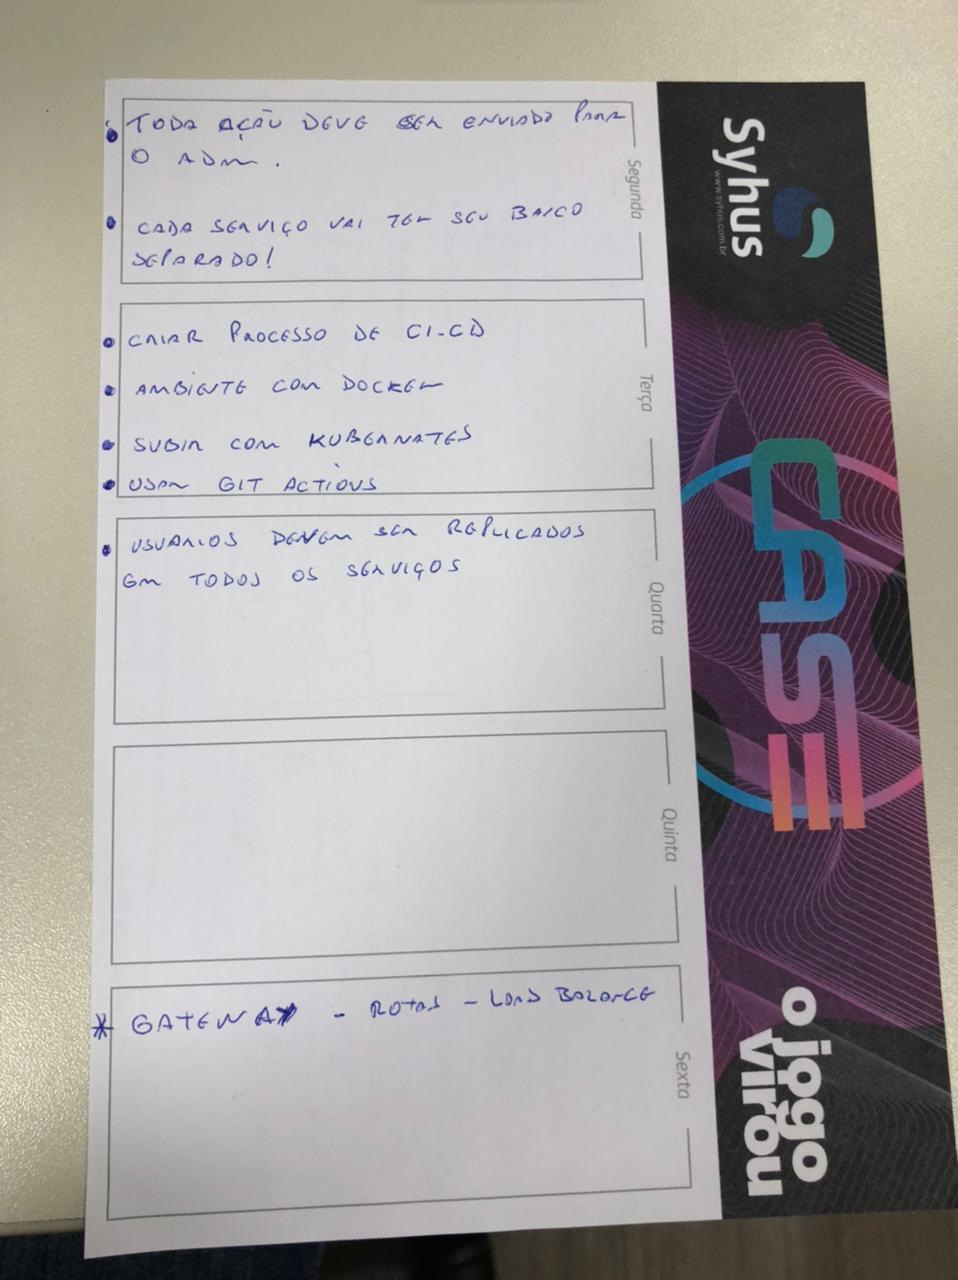 TODA AÇÃO DEVE SER ENVIADO PARA
O ADM.
Segunda
CADA SERVIÇO VAI TER SEU BANCO
SEPARADO!
CRIAR PROCESSO DE CI-CD
AMBIENTE COM DOCKER
Terça
SUBIR COM KUBERNATES
USAR GIT ACTIONS
USUARIOS DEVEM SER REPLICADOS
EM TODOS OS SERVIÇOS
Quarta
Quinta
* GATEWAY - ROTAS - LOAD BALANCE
Sexta
Syhus
www.syhus.com.br
CASE
o jogo
virou